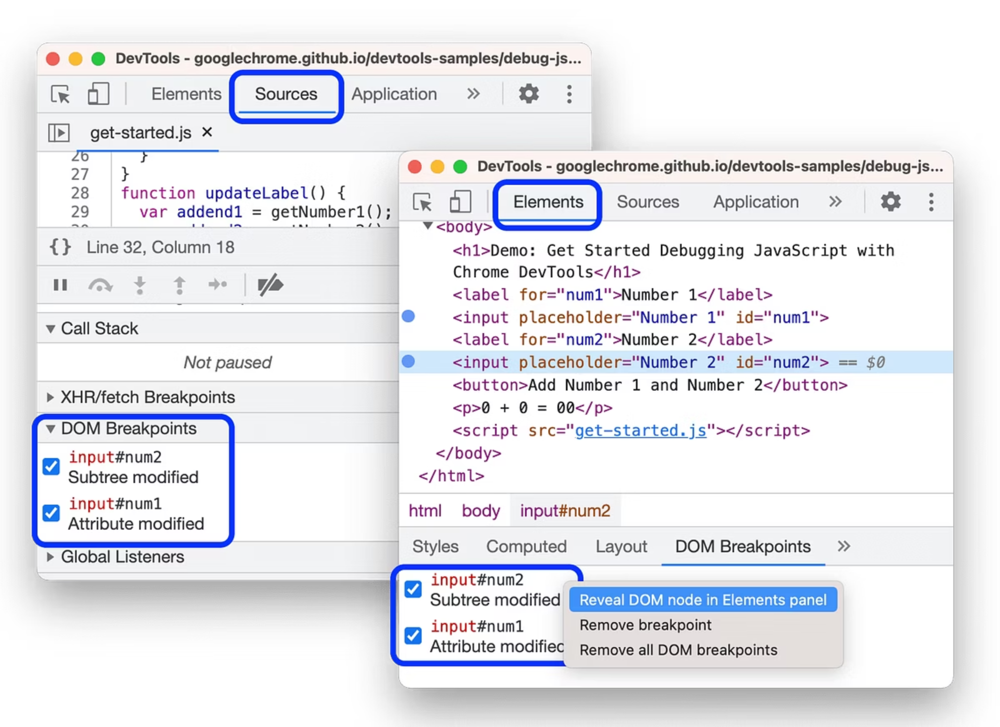 DevTools - googlechrome.github.io/devtools-samples/debug-js...
Elements Sources Application »
get-started.js ×
26 }
27 }
28 function updateLabel() {
29 var addend1 = getNumber1();
{} Line 32, Column 18
Call Stack
Not paused
XHR/fetch Breakpoints
DOM Breakpoints
input#num2
Subtree modified
input#num1
Attribute modified
Global Listeners
DevTools - googlechrome.github.io/devtools-samples/debug-js...
Elements Sources Application »
<body>
<h1>Demo: Get Started Debugging JavaScript with
Chrome DevTools</h1>
<label for="num1">Number 1</label>
<input placeholder="Number 1" id="num1">
<label for="num2">Number 2</label>
<input placeholder="Number 2" id="num2"> == $0
<button>Add Number 1 and Number 2</button>
<p>0 + 0 = 00</p>
<script src="get-started.js"></script>
</body>
</html>
html body input#num2
Styles Computed Layout DOM Breakpoints »
input#num2
Subtree modified
input#num1
Attribute modified
Reveal DOM node in Elements panel
Remove breakpoint
Remove all DOM breakpoints